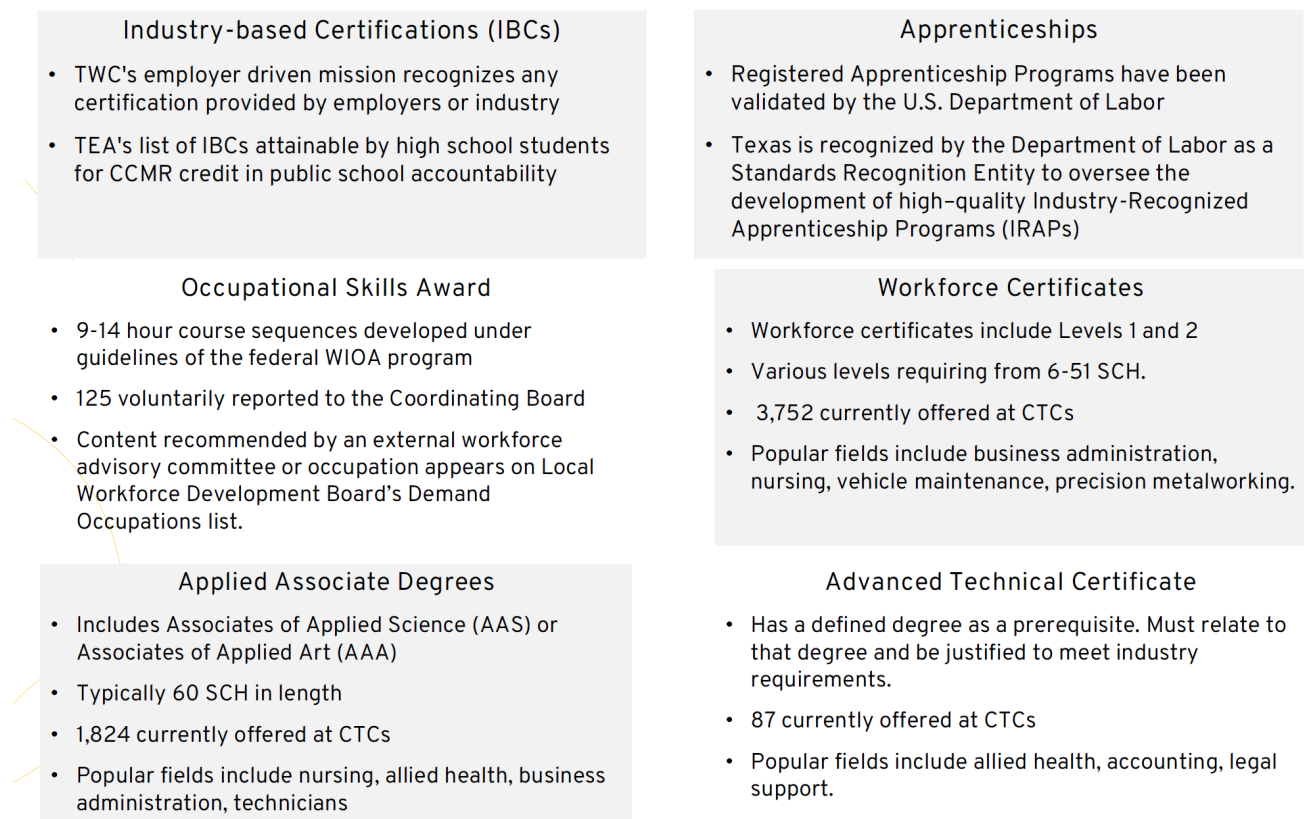 Industry-based Certifications (IBCs)
• TWC's employer driven mission recognizes any
certification provided by employers or industry
• TEA's list of IBCs attainable by high school students
for CCMR credit in public school accountability
Apprenticeships
• Registered Apprenticeship Programs have been
validated by the U.S. Department of Labor
• Texas is recognized by the Department of Labor as a
Standards Recognition Entity to oversee the
development of high–quality Industry-Recognized
Apprenticeship Programs (IRAPs)
Occupational Skills Award
• 9-14 hour course sequences developed under
guidelines of the federal WIOA program
• 125 voluntarily reported to the Coordinating Board
• Content recommended by an external workforce
advisory committee or occupation appears on Local
Workforce Development Board’s Demand
Occupations list.
Workforce Certificates
• Workforce certificates include Levels 1 and 2
• Various levels requiring from 6-51 SCH.
• 3,752 currently offered at CTCs
• Popular fields include business administration,
nursing, vehicle maintenance, precision metalworking.
Applied Associate Degrees
• Includes Associates of Applied Science (AAS) or
Associates of Applied Art (AAA)
• Typically 60 SCH in length
• 1,824 currently offered at CTCs
• Popular fields include nursing, allied health, business
administration, technicians
Advanced Technical Certificate
• Has a defined degree as a prerequisite. Must relate to
that degree and be justified to meet industry
requirements.
• 87 currently offered at CTCs
• Popular fields include allied health, accounting, legal
support.